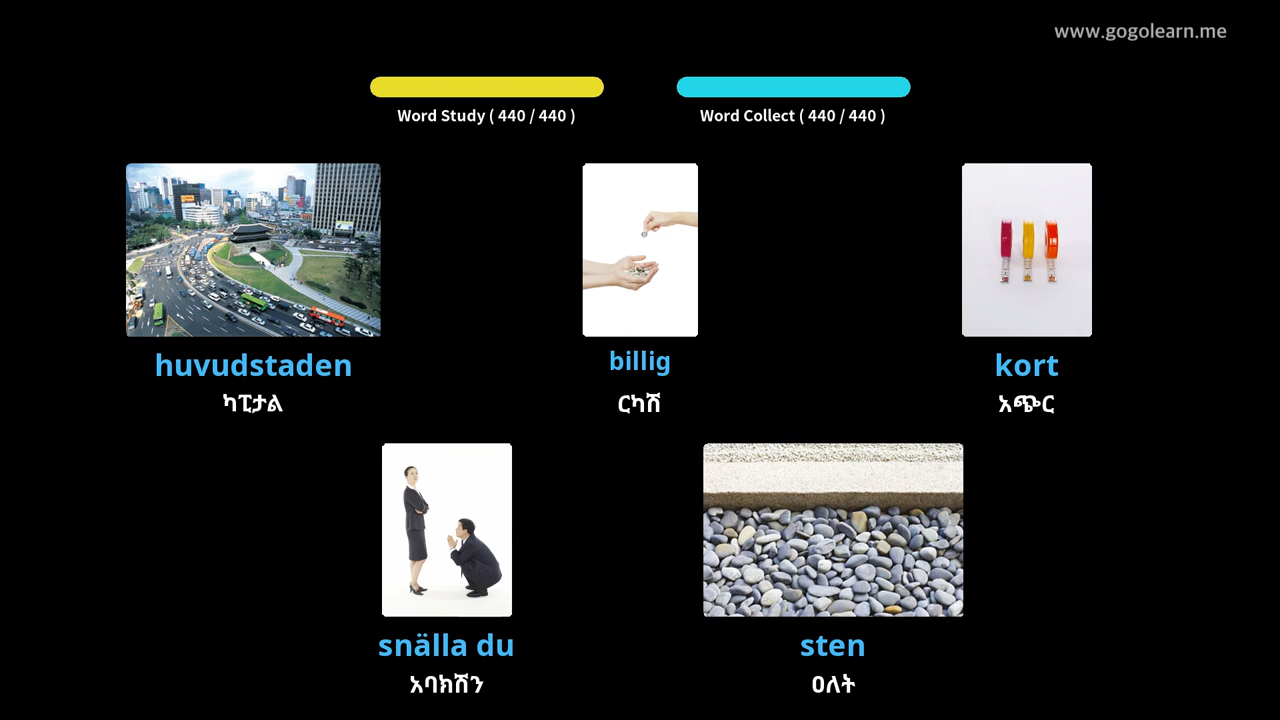 www.gogolearn.me
Word Study ( 440 / 440 )
Word Collect ( 440 / 440 )
huvudstaden
ካፒታል
billig
ርካሽ
kort
አጭር
snälla du
እባክሽን
sten
ዐለት